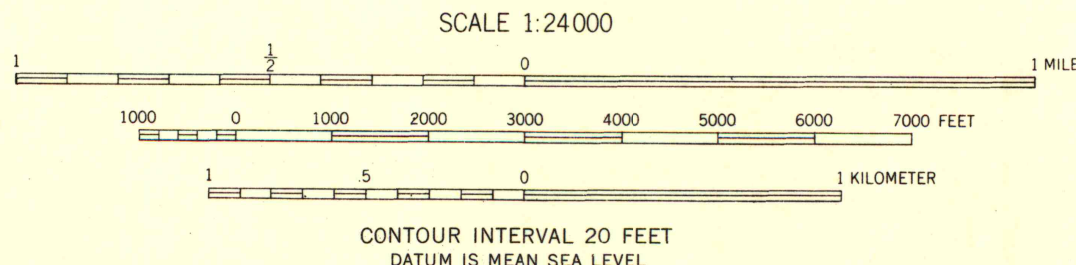 SCALE 1:24000
1 1/2 0 1 MILE
1000 0 1000 2000 3000 4000 5000 6000 7000 FEET
1 .5 0 1 KILOMETER
CONTOUR INTERVAL 20 FEET
DATUM IS MEAN SEA LEVEL